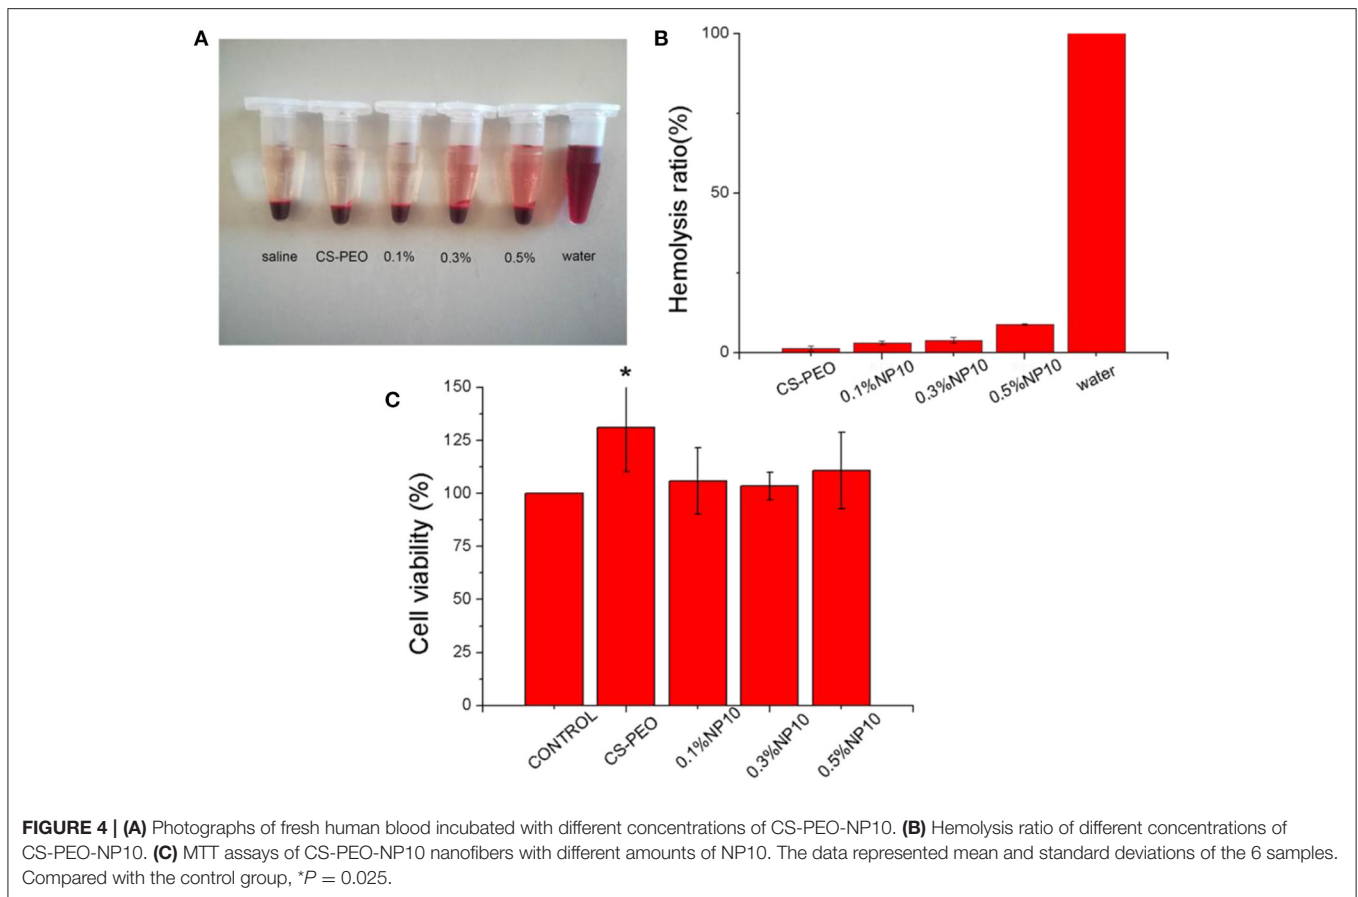 A
saline CS-PEO 0.1% 0.3% 0.5% water
B
Hemolysis ratio(%)
100
50
0
CS-PEO 0.1%NP10 0.3%NP10 0.5%NP10 water
C
Cell viability (%)
150
125
100
75
50
25
0
*
CONTROL CS-PEO 0.1%NP10 0.3%NP10 0.5%NP10
FIGURE 4 | (A) Photographs of fresh human blood incubated with different concentrations of CS-PEO-NP10. (B) Hemolysis ratio of different concentrations of
CS-PEO-NP10. (C) MTT assays of CS-PEO-NP10 nanofibers with different amounts of NP10. The data represented mean and standard deviations of the 6 samples.
Compared with the control group, *P = 0.025.